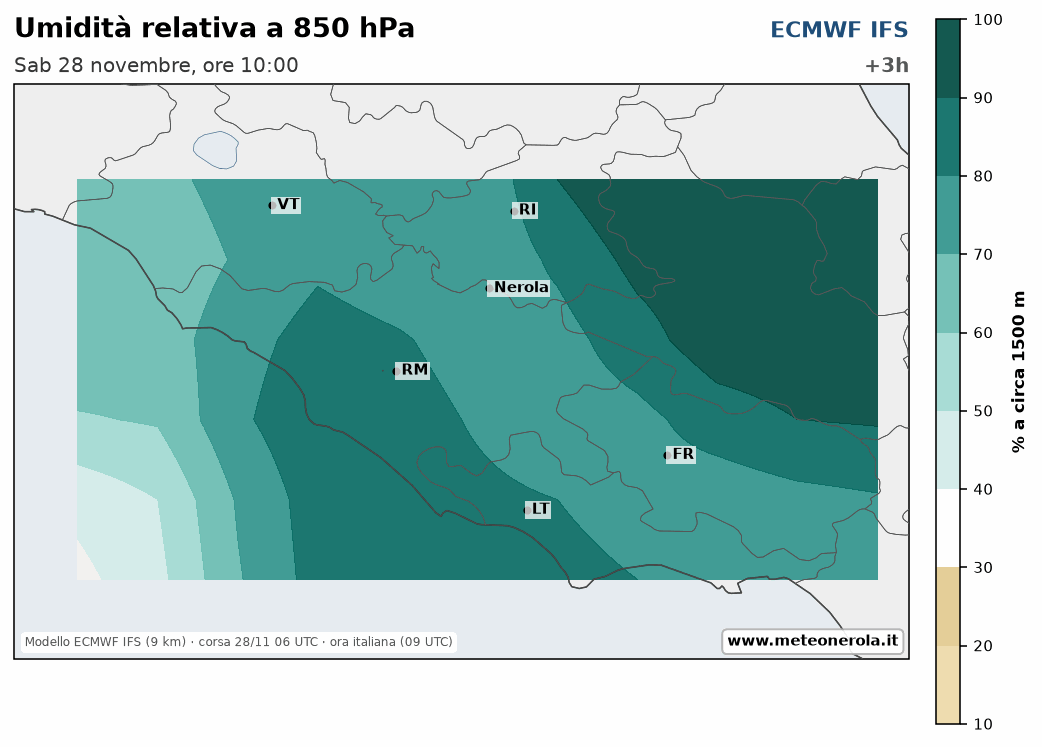 Umidità relativa a 850 hPa
ECMWF IFS
Sab 28 novembre, ore 10:00
+3h
VT
RI
Nerola
RM
FR
LT
Modello ECMWF IFS (9 km) · corsa 28/11 06 UTC · ora italiana (09 UTC)
www.meteonerola.it
100
90
80
70
60
50
40
30
20
10
% a circa 1500 m